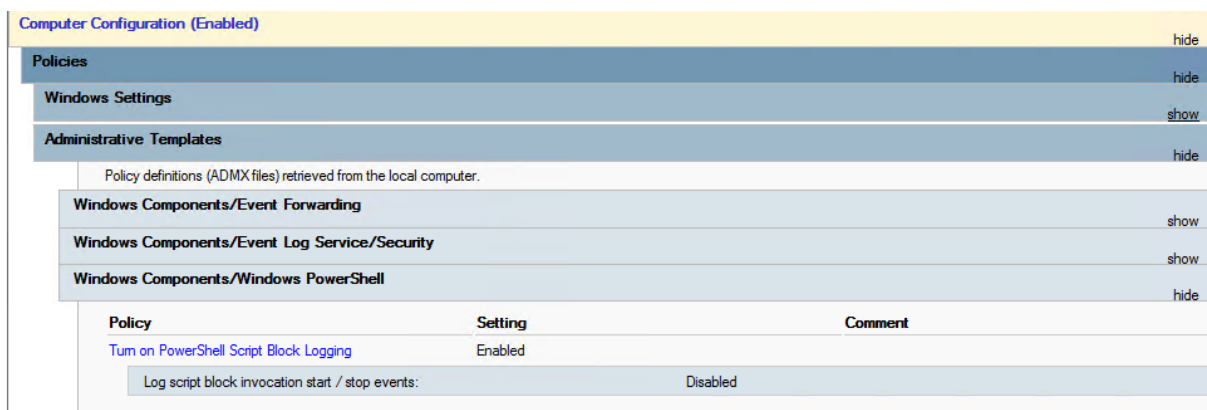 Computer Configuration (Enabled)
hide
Policies
hide
Windows Settings
show
Administrative Templates
hide
Policy definitions (ADMX files) retrieved from the local computer.
Windows Components/Event Forwarding
show
Windows Components/Event Log Service/Security
show
Windows Components/Windows PowerShell
hide
Policy Setting Comment
Turn on PowerShell Script Block Logging Enabled
Log script block invocation start / stop events: Disabled